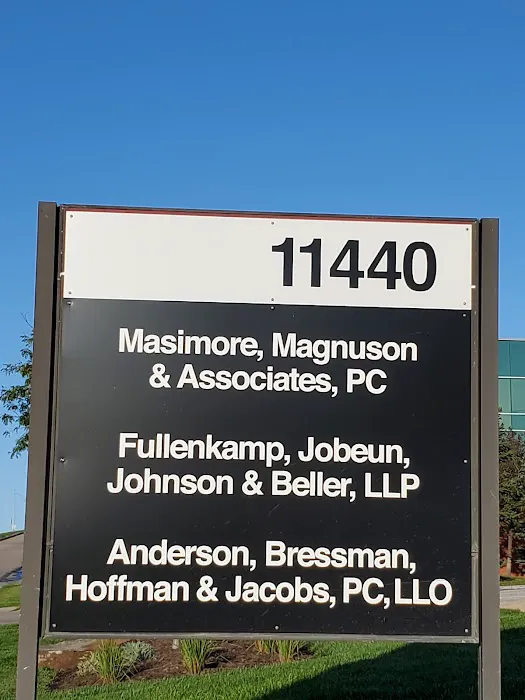 11440
Masimore, Magnuson
& Associates, PC
Fullenkamp, Jobeun,
Johnson & Beller, LLP
Anderson, Bressman,
Hoffman & Jacobs, PC, LLO